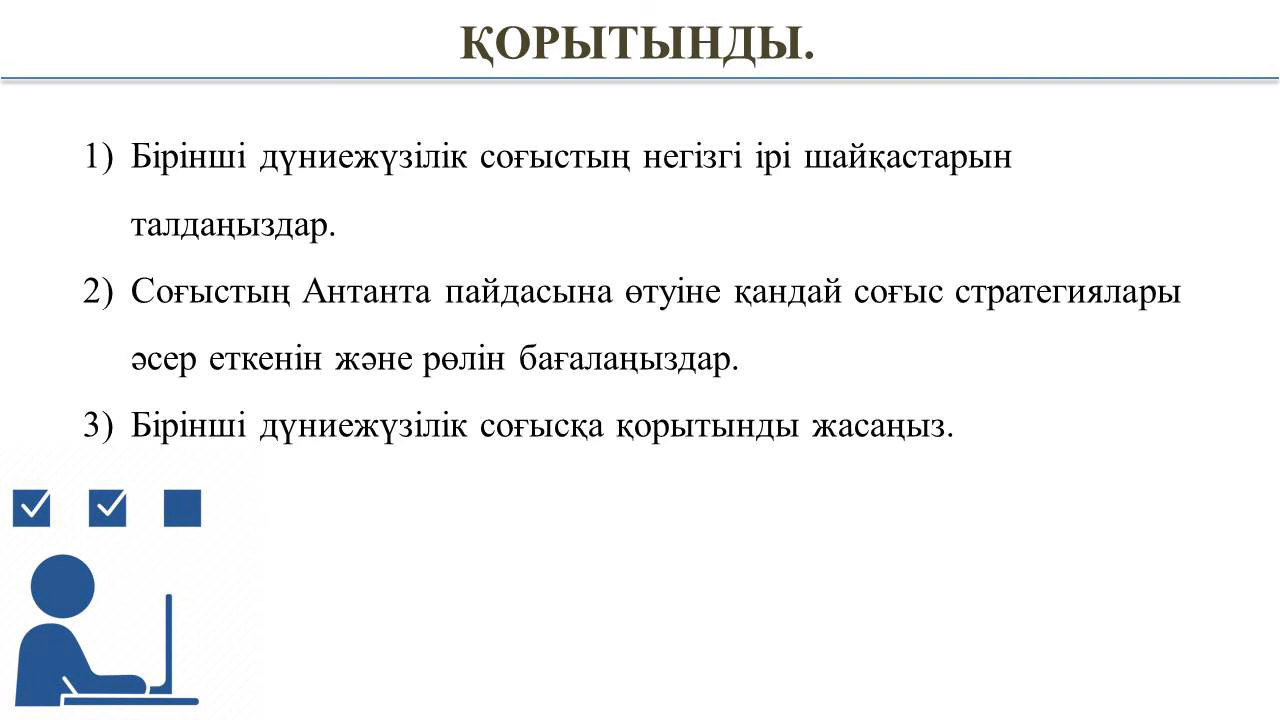 ҚОРЫТЫНДЫ.
1) Бірінші дүниежүзілік соғыстың негізгі ірі шайқастарын
талдаңыздар.
2) Соғыстың Антанта пайдасына өтуіне қандай соғыс стратегиялары
әсер еткенін және рөлін бағалаңыздар.
3) Бірінші дүниежүзілік соғысқа қорытынды жасаңыз.